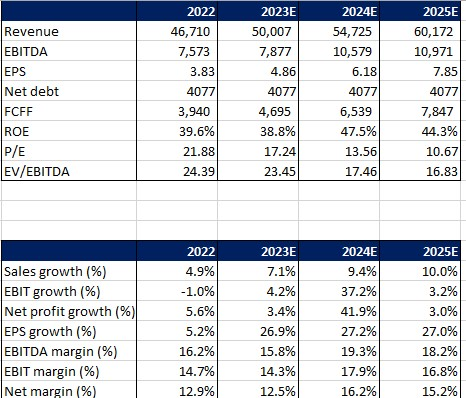 2022 2023E 2024E 2025E
Revenue 46,710 50,007 54,725 60,172
EBITDA 7,573 7,877 10,579 10,971
EPS 3.83 4.86 6.18 7.85
Net debt 4077 4077 4077 4077
FCFF 3,940 4,695 6,539 7,847
ROE 39.6% 38.8% 47.5% 44.3%
P/E 21.88 17.24 13.56 10.67
EV/EBITDA 24.39 23.45 17.46 16.83
2022 2023E 2024E 2025E
Sales growth (%) 4.9% 7.1% 9.4% 10.0%
EBIT growth (%) -1.0% 4.2% 37.2% 3.2%
Net profit growth (%) 5.6% 3.4% 41.9% 3.0%
EPS growth (%) 5.2% 26.9% 27.2% 27.0%
EBITDA margin (%) 16.2% 15.8% 19.3% 18.2%
EBIT margin (%) 14.7% 14.3% 17.9% 16.8%
Net margin (%) 12.9% 12.5% 16.2% 15.2%